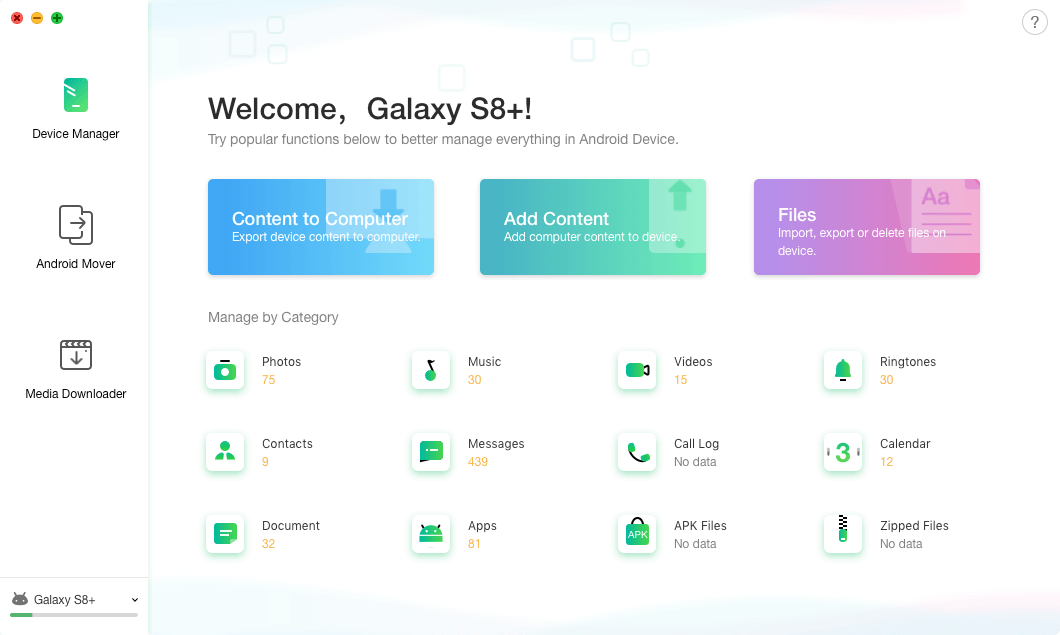 ?
Device Manager
Android Mover
Media Downloader
Galaxy S8+
Welcome，Galaxy S8+!
Try popular functions below to better manage everything in Android Device.
Content to Computer
Export device content to computer.
Add Content
Add computer content to device.
Aa
Files
Import, export or delete files on
device.
Manage by Category
Photos
75
Music
30
Videos
15
Ringtones
30
Contacts
9
Messages
439
Call Log
No data
3
Calendar
12
Document
32
Apps
81
APK
APK Files
No data
Zipped Files
No data